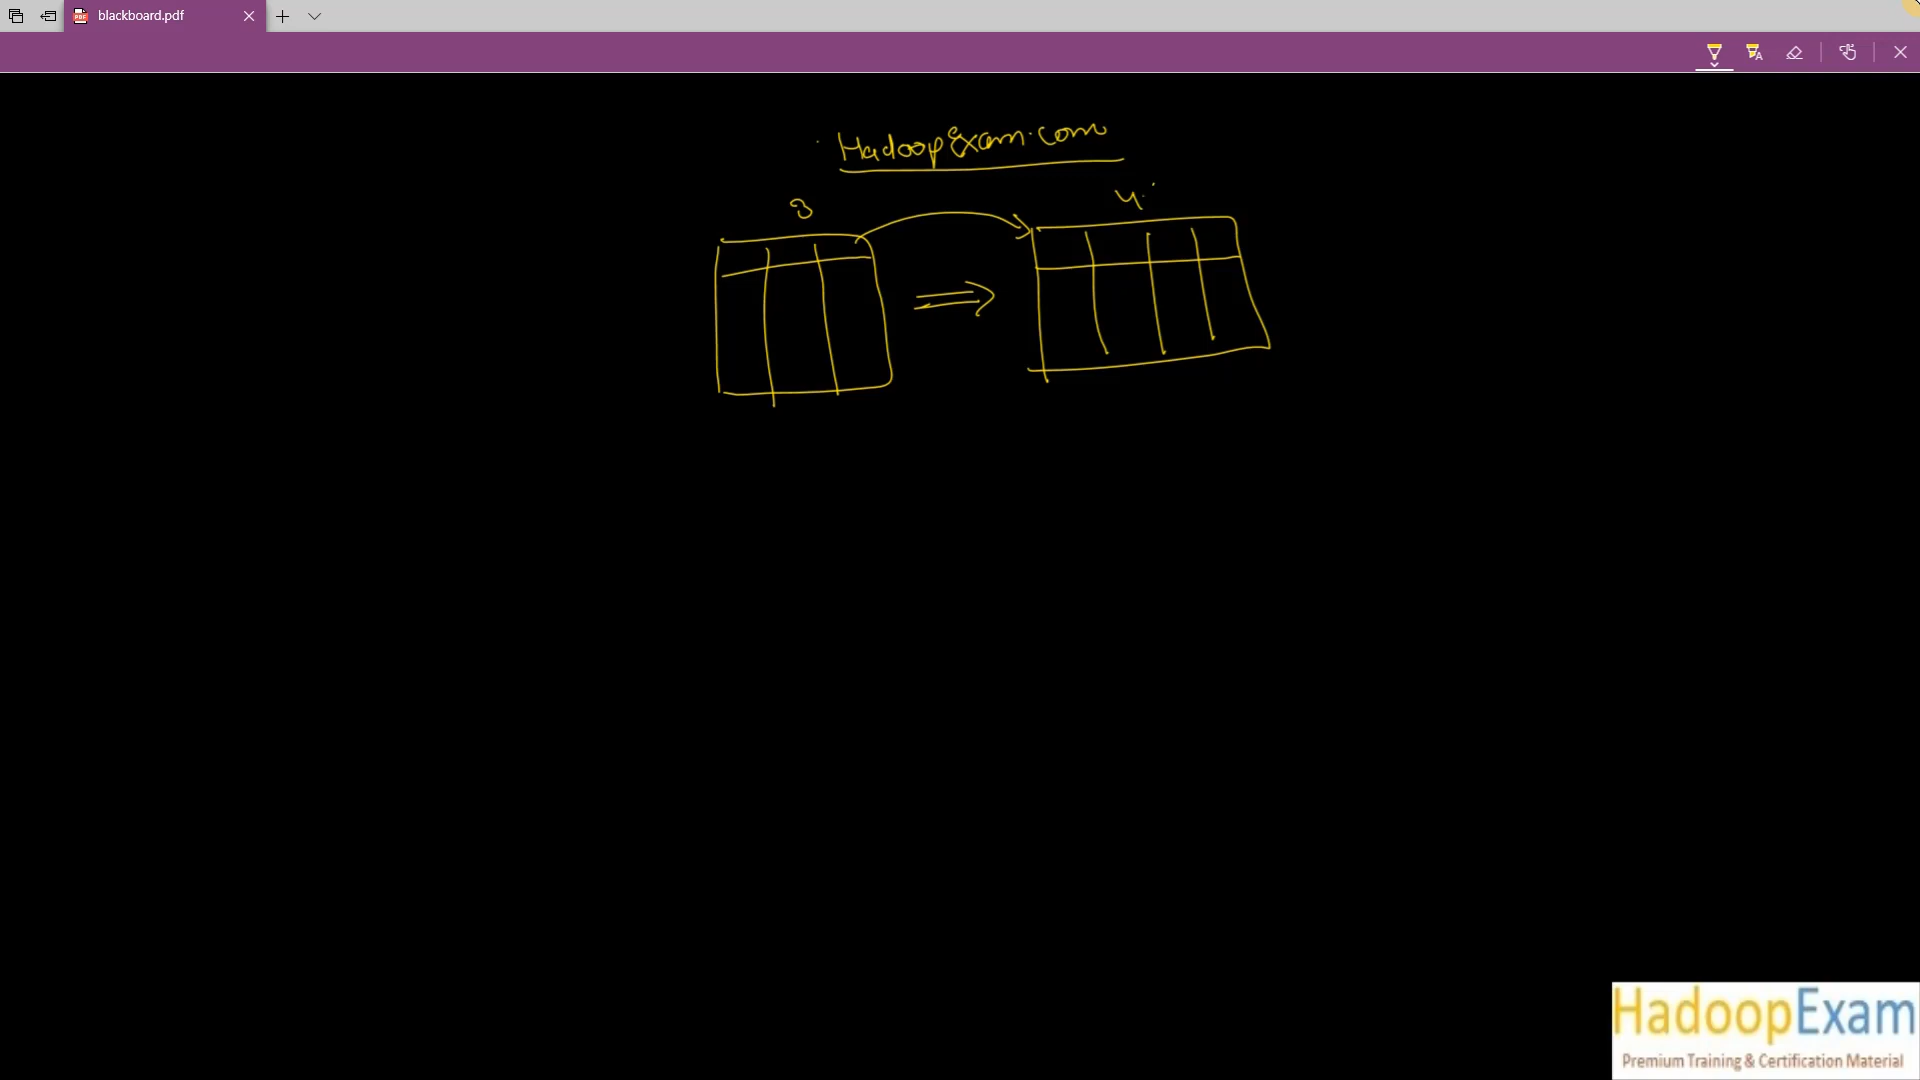 blackboard.pdf
HadoopExam.com
3
4
HadoopExam
Premium Training & Certification Material